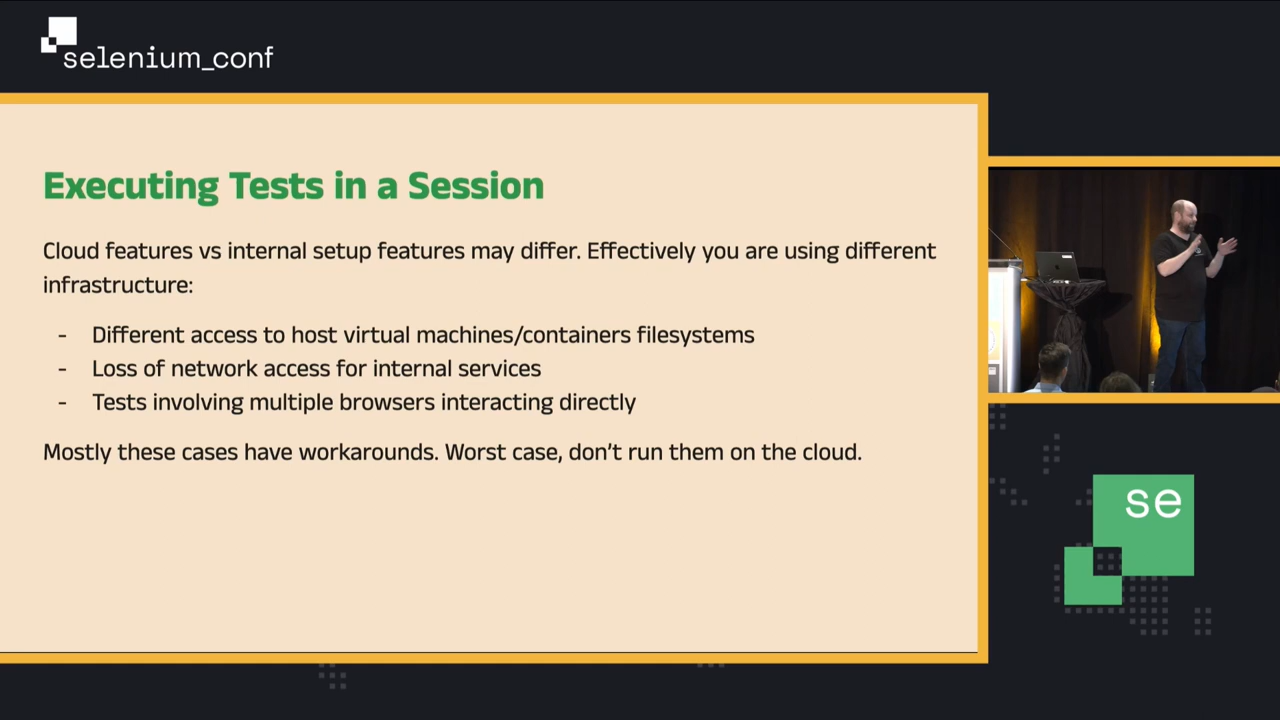 selenium_conf
Executing Tests in a Session
Cloud features vs internal setup features may differ. Effectively you are using different
infrastructure:
- Different access to host virtual machines/containers filesystems
- Loss of network access for internal services
- Tests involving multiple browsers interacting directly
Mostly these cases have workarounds. Worst case, don’t run them on the cloud.
se